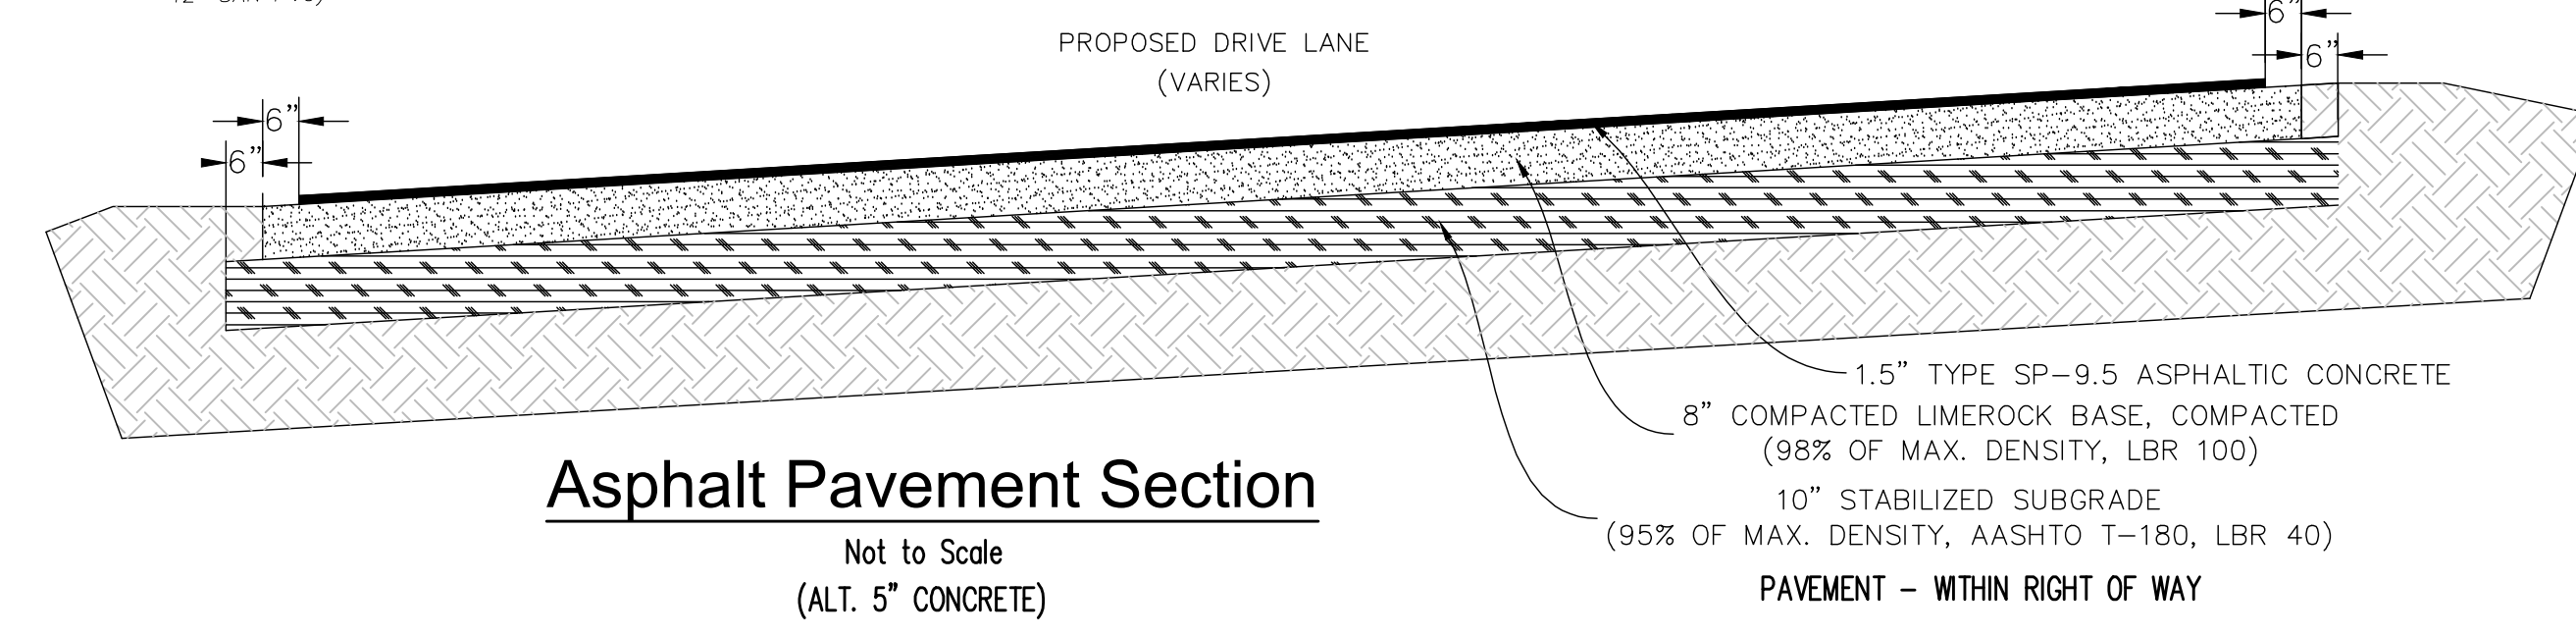 PROPOSED DRIVE LANE
(VARIES)
6”
6”
6”
6”
1.5” TYPE SP-9.5 ASPHALTIC CONCRETE
8” COMPACTED LIMEROCK BASE, COMPACTED
(98% OF MAX. DENSITY, LBR 100)
10” STABILIZED SUBGRADE
(95% OF MAX. DENSITY, AASHTO T-180, LBR 40)
PAVEMENT - WITHIN RIGHT OF WAY
Asphalt Pavement Section
Not to Scale
(ALT. 5” CONCRETE)